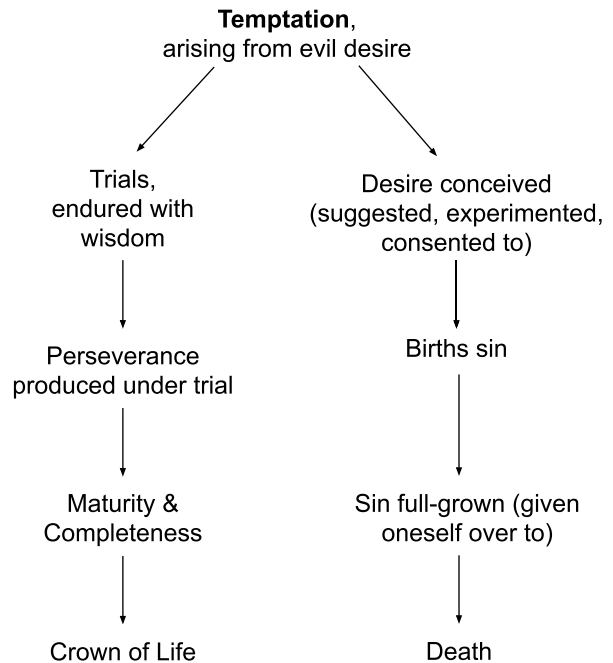 Temptation,
arising from evil desire
Trials,
endured with
wisdom
Perseverance
produced under trial
Maturity &
Completeness
Crown of Life
Desire conceived
(suggested, experimented,
consented to)
Births sin
Sin full-grown (given
oneself over to)
Death